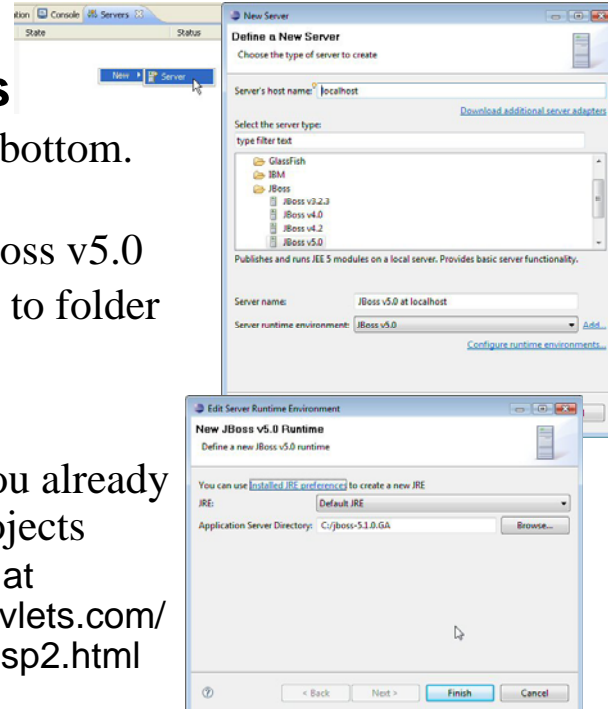 Console Servers
State Status
New Server
s
bottom.
oss v5.0
to folder
ou already
ojects
at
vlets.com/
sp2.html
New Server
Define a New Server
Choose the type of server to create
Server's host name: localhost
Download additional server adapters
Select the server type:
type filter text
GlassFish
IBM
JBoss
JBoss v3.2.3
JBoss v4.0
JBoss v4.2
JBoss v5.0
Publishes and runs JEE 5 modules on a local server. Provides basic server functionality.
Server name: JBoss v5.0 at localhost
Server runtime environment: JBoss v5.0 Add...
Configure runtime environments...
Edit Server Runtime Environment
New JBoss v5.0 Runtime
Define a new JBoss v5.0 runtime
You can use Installed JRE preferences to create a new JRE
JRE: Default JRE
Application Server Directory: C:/jboss-5.1.0.GA Browse...
? < Back Next > Finish Cancel